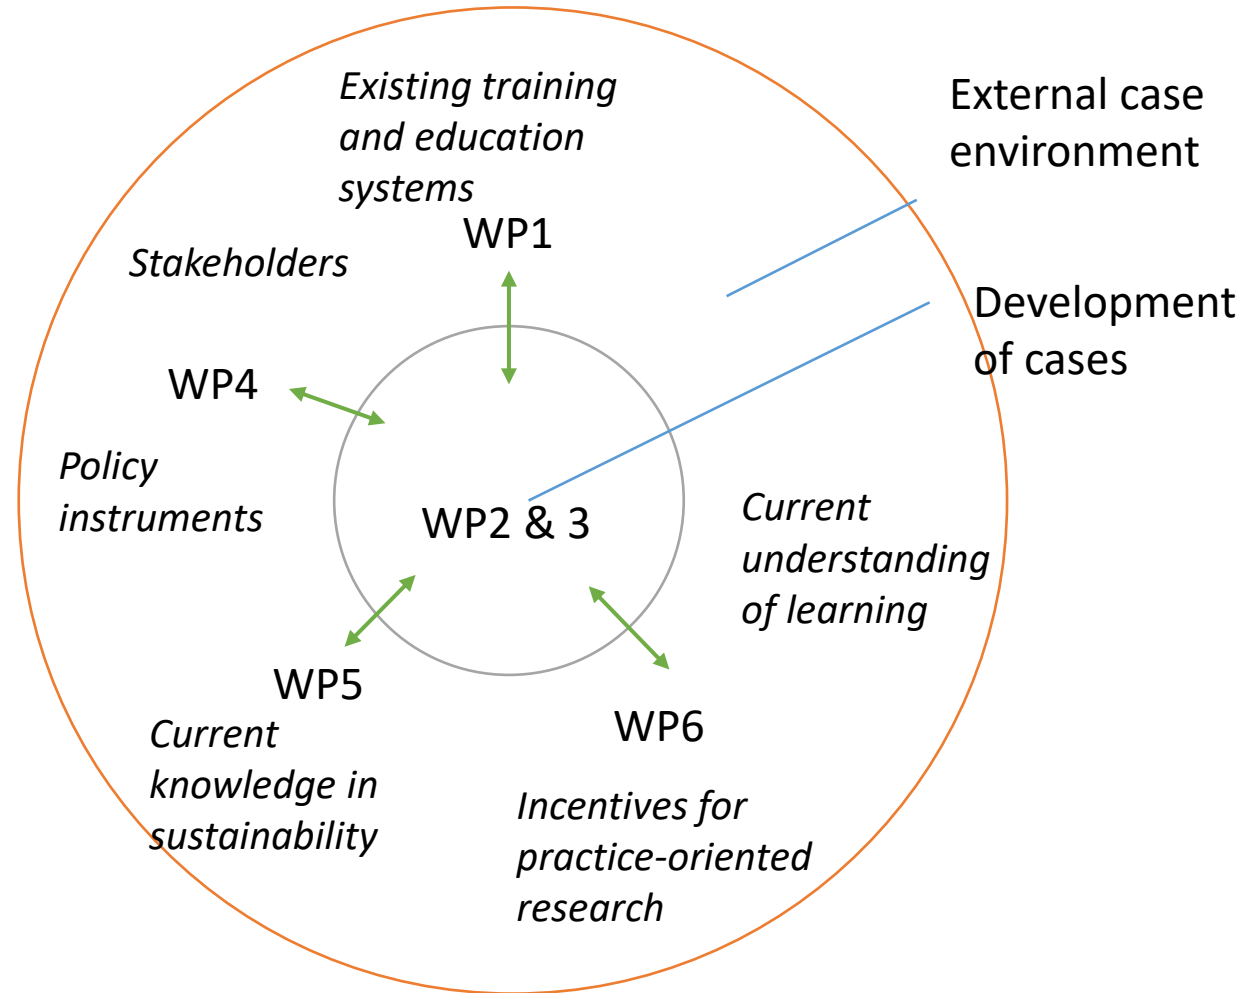 Existing training
and education
systems
WP1
External case
environment
Stakeholders
Development
of cases
WP4
Policy
instruments
WP2 & 3
Current
understanding
of learning
WP5
Current
knowledge in
sustainability
WP6
Incentives for
practice-oriented
research